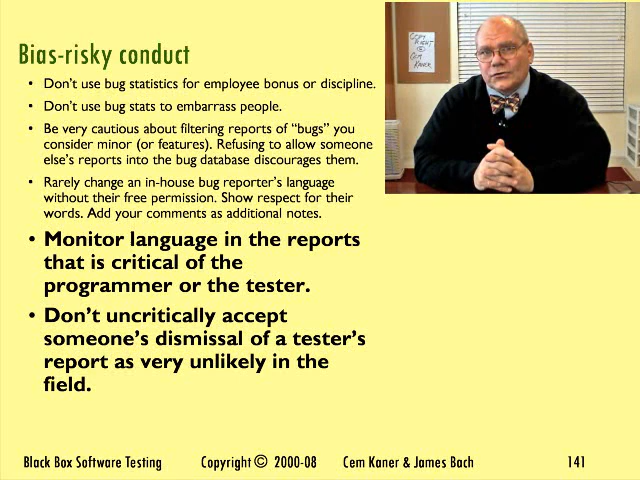 Bias-risky conduct
• Don't use bug statistics for employee bonus or discipline.
• Don't use bug stats to embarrass people.
• Be very cautious about filtering reports of “bugs” you
consider minor (or features). Refusing to allow someone
else's reports into the bug database discourages them.
• Rarely change an in-house bug reporter's language
without their free permission. Show respect for their
words. Add your comments as additional notes.
• Monitor language in the reports
that is critical of the
programmer or the tester.
• Don't uncritically accept
someone's dismissal of a tester's
report as very unlikely in the
field.
COPY
RIGHT
©
CEM
KANER
Black Box Software Testing Copyright © 2000-08 Cem Kaner & James Bach 141